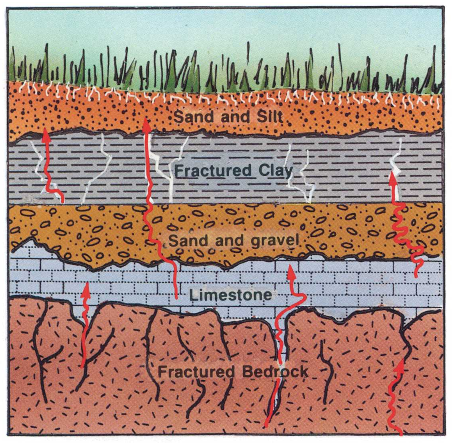 Sand and Silt
Fractured Clay
Sand and gravel
Limestone
Fractured Bedrock